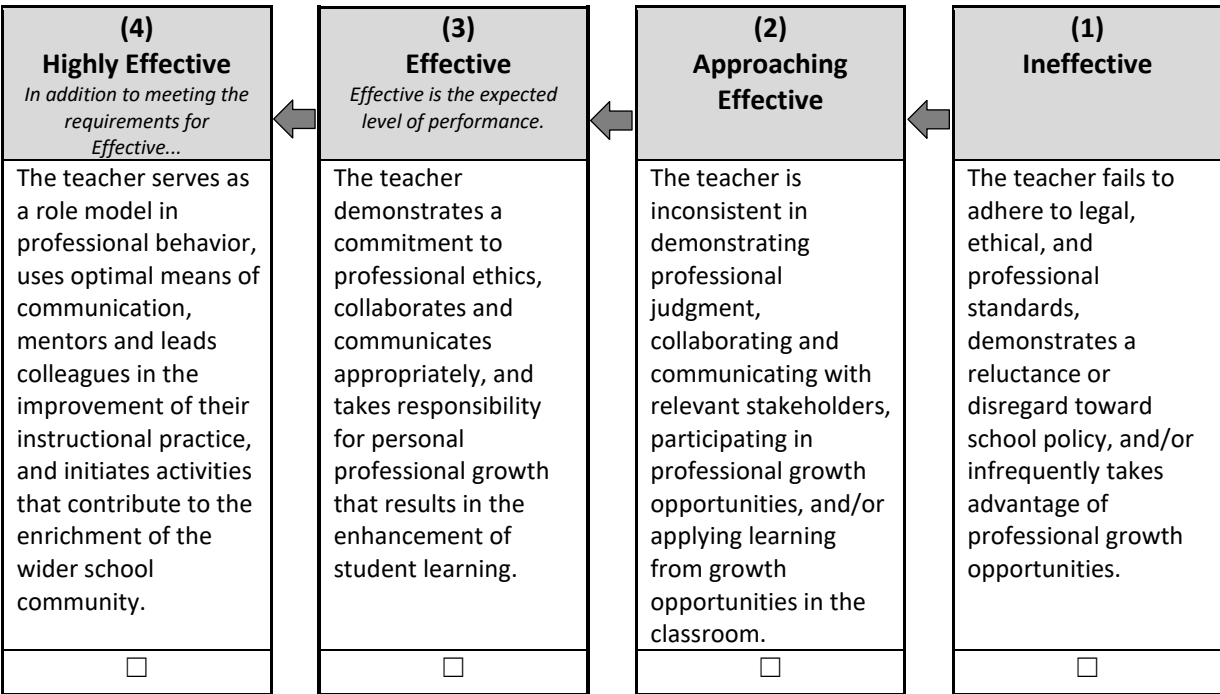 (4)
Highly Effective
In addition to meeting the
requirements for
Effective...
The teacher serves as
a role model in
professional behavior,
uses optimal means of
communication,
mentors and leads
colleagues in the
improvement of their
instructional practice,
and initiates activities
that contribute to the
enrichment of the
wider school
community.
☐
(3)
Effective
Effective is the expected
level of performance.
The teacher
demonstrates a
commitment to
professional ethics,
collaborates and
communicates
appropriately, and
takes responsibility
for personal
professional growth
that results in the
enhancement of
student learning.
☐
(2)
Approaching
Effective
The teacher is
inconsistent in
demonstrating
professional
judgment,
collaborating and
communicating with
relevant stakeholders,
participating in
professional growth
opportunities, and/or
applying learning
from growth
opportunities in the
classroom.
☐
(1)
Ineffective
The teacher fails to
adhere to legal,
ethical, and
professional
standards,
demonstrates a
reluctance or
disregard toward
school policy, and/or
infrequently takes
advantage of
professional growth
opportunities.
☐